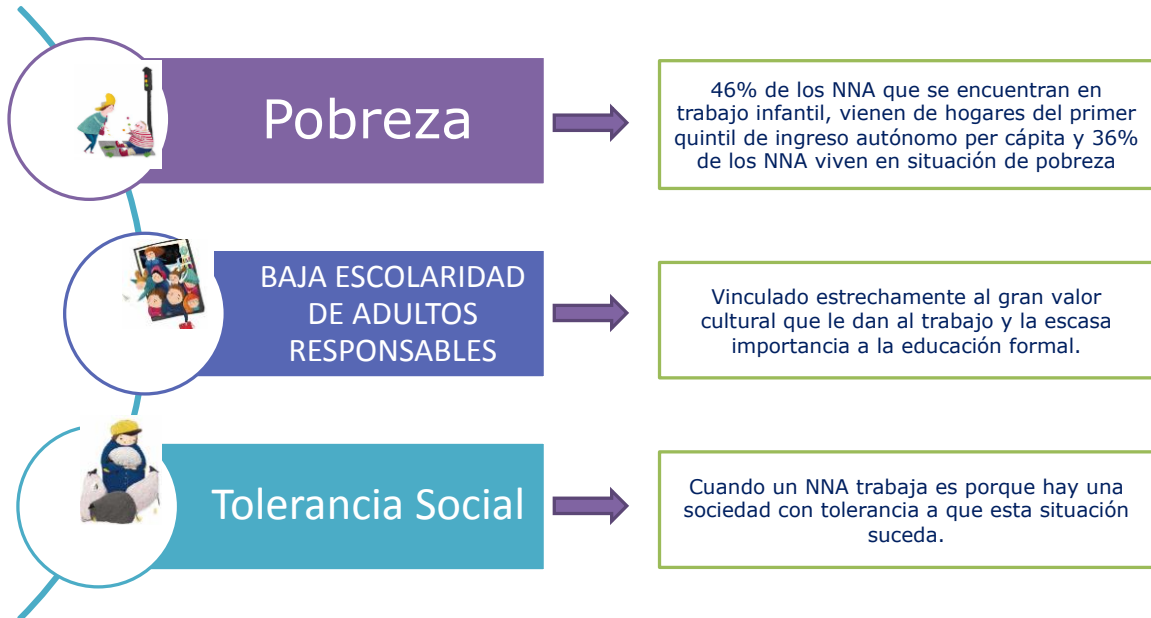 Pobreza
46% de los NNA que se encuentran en
trabajo infantil, vienen de hogares del primer
quintil de ingreso autónomo per cápita y 36%
de los NNA viven en situación de pobreza
BAJA ESCOLARIDAD
DE ADULTOS
RESPONSABLES
Vinculado estrechamente al gran valor
cultural que le dan al trabajo y la escasa
importancia a la educación formal.
Tolerancia Social
Cuando un NNA trabaja es porque hay una
sociedad con tolerancia a que esta situación
suceda.